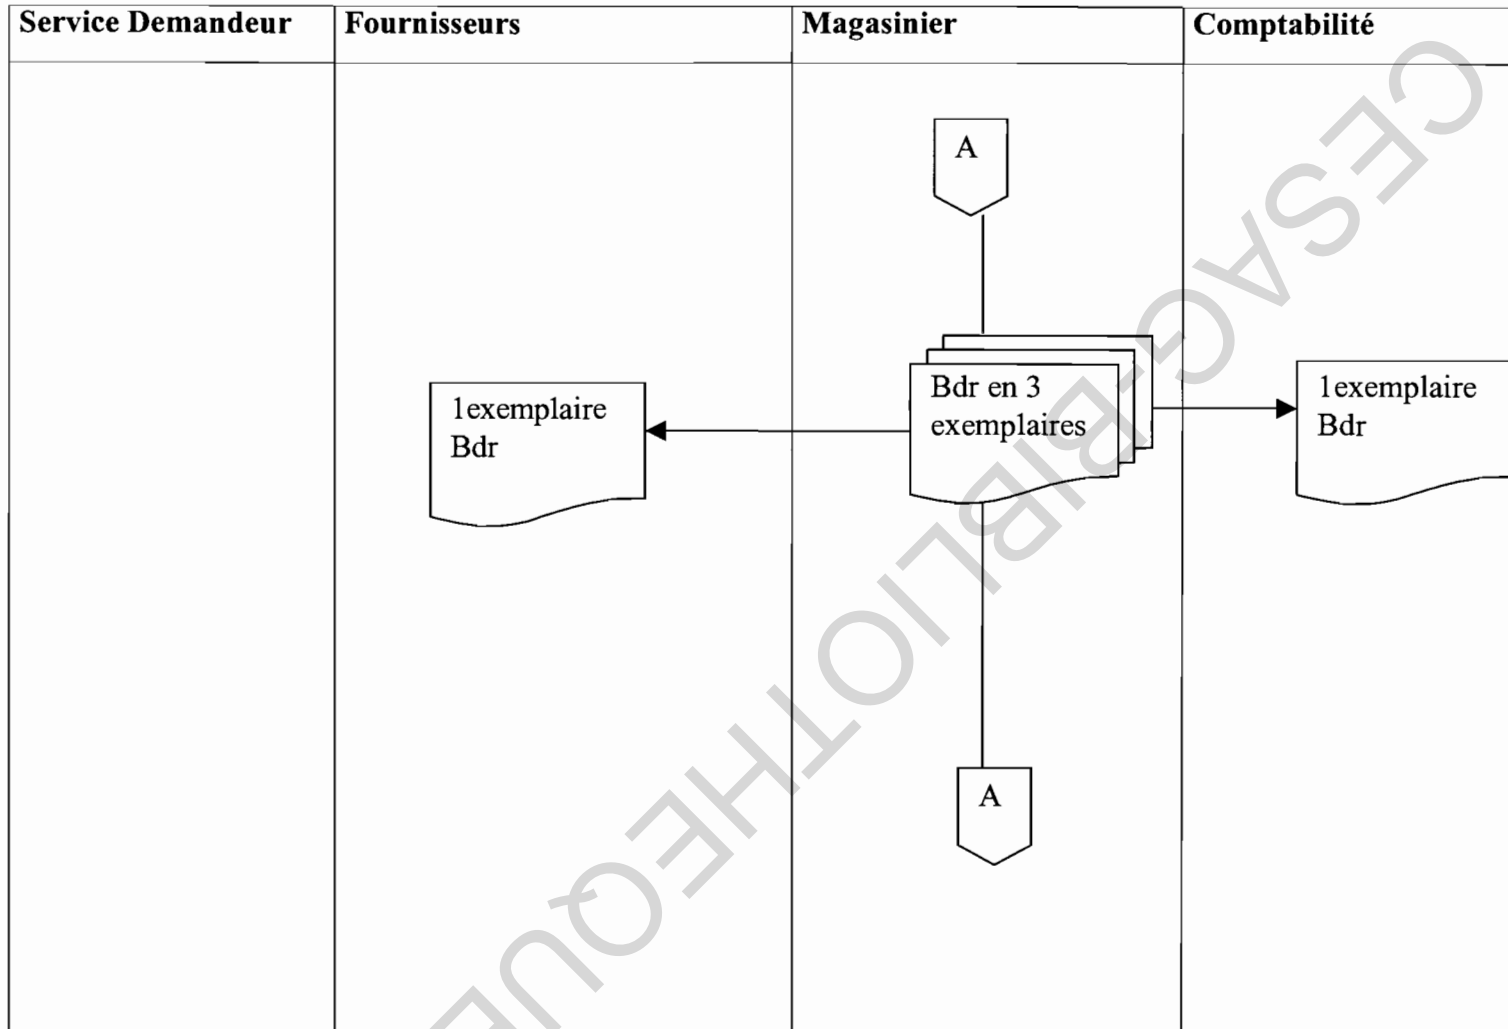 Service Demandeur
Fournisseurs
Magasinier
Comptabilité
A
1exemplaire
Bdr
Bdr en 3
exemplaires
1exemplaire
Bdr
A
CESAG-BIBLIOTHEQUE